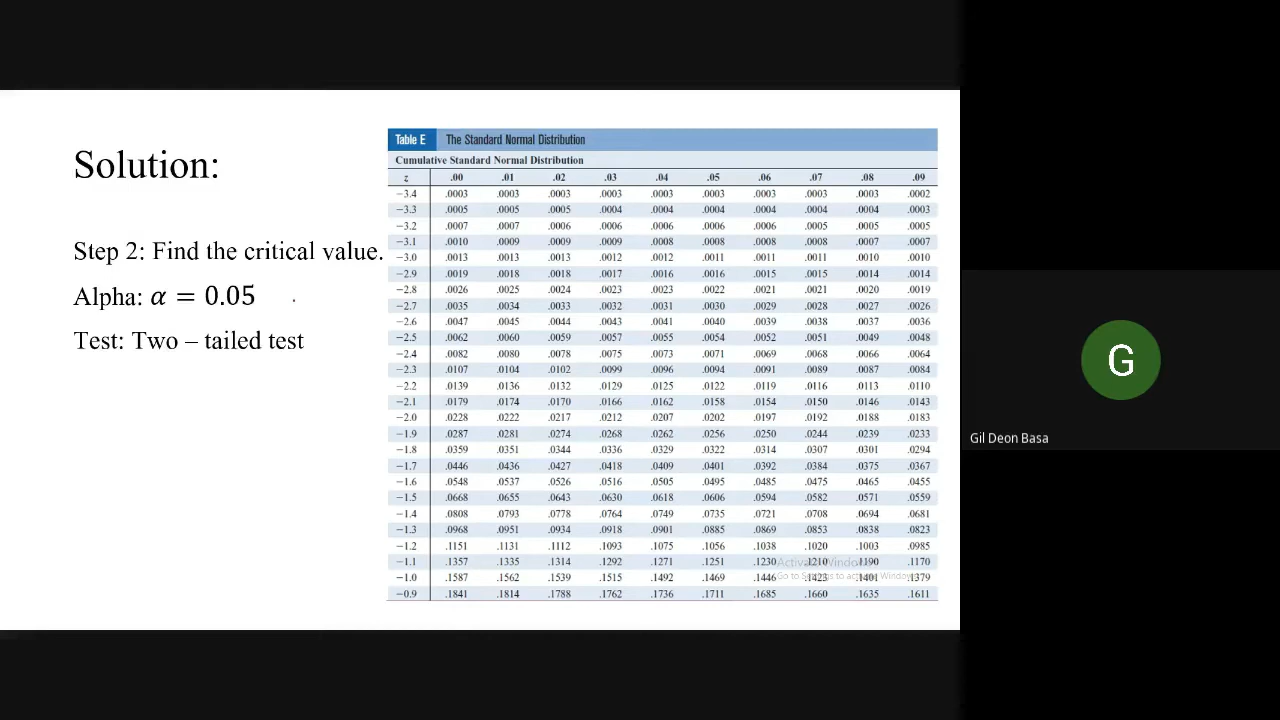 Solution:
Step 2: Find the critical value.
Alpha: α = 0.05
Test: Two – tailed test
Table E The Standard Normal Distribution
Cumulative Standard Normal Distribution
z .00 .01 .02 .03 .04 .05 .06 .07 .08 .09
−3.4 .0003 .0003 .0003 .0003 .0003 .0003 .0003 .0003 .0003 .0002
−3.3 .0005 .0005 .0005 .0004 .0004 .0004 .0004 .0004 .0004 .0003
−3.2 .0007 .0007 .0006 .0006 .0006 .0006 .0006 .0005 .0005 .0005
−3.1 .0010 .0009 .0009 .0009 .0008 .0008 .0008 .0008 .0007 .0007
−3.0 .0013 .0013 .0013 .0012 .0012 .0011 .0011 .0011 .0010 .0010
−2.9 .0019 .0018 .0018 .0017 .0016 .0016 .0015 .0015 .0014 .0014
−2.8 .0026 .0025 .0024 .0023 .0023 .0022 .0021 .0021 .0020 .0019
−2.7 .0035 .0034 .0033 .0032 .0031 .0030 .0029 .0028 .0027 .0026
−2.6 .0047 .0045 .0044 .0043 .0041 .0040 .0039 .0038 .0037 .0036
−2.5 .0062 .0060 .0059 .0057 .0055 .0054 .0052 .0051 .0049 .0048
−2.4 .0082 .0080 .0078 .0075 .0073 .0071 .0069 .0068 .0066 .0064
−2.3 .0107 .0104 .0102 .0099 .0096 .0094 .0091 .0089 .0087 .0084
−2.2 .0139 .0136 .0132 .0129 .0125 .0122 .0119 .0116 .0113 .0110
−2.1 .0179 .0174 .0170 .0166 .0162 .0158 .0154 .0150 .0146 .0143
−2.0 .0228 .0222 .0217 .0212 .0207 .0202 .0197 .0192 .0188 .0183
−1.9 .0287 .0281 .0274 .0268 .0262 .0256 .0250 .0244 .0239 .0233
−1.8 .0359 .0351 .0344 .0336 .0329 .0322 .0314 .0307 .0301 .0294
−1.7 .0446 .0436 .0427 .0418 .0409 .0401 .0392 .0384 .0375 .0367
−1.6 .0548 .0537 .0526 .0516 .0505 .0495 .0485 .0475 .0465 .0455
−1.5 .0668 .0655 .0643 .0630 .0618 .0606 .0594 .0582 .0571 .0559
−1.4 .0808 .0793 .0778 .0764 .0749 .0735 .0721 .0708 .0694 .0681
−1.3 .0968 .0951 .0934 .0918 .0901 .0885 .0869 .0853 .0838 .0823
−1.2 .1151 .1131 .1112 .1093 .1075 .1056 .1038 .1020 .1003 .0985
−1.1 .1357 .1335 .1314 .1292 .1271 .1251 .1230 .1210 .1190 .1170
−1.0 .1587 .1562 .1539 .1515 .1492 .1469 .1446 .1423 .1401 .1379
−0.9 .1841 .1814 .1788 .1762 .1736 .1711 .1685 .1660 .1635 .1611
Activate Windows
Go to Settings to activate Windows.
G
Gil Deon Basa